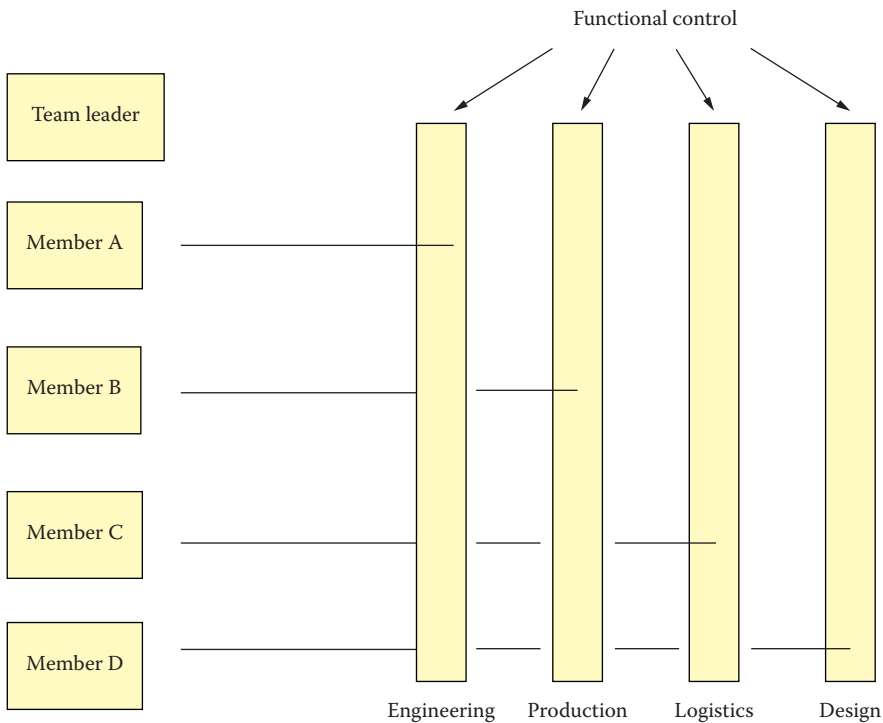 Functional control
Team leader
Member A
Member B
Member C
Member D
Engineering
Production
Logistics
Design